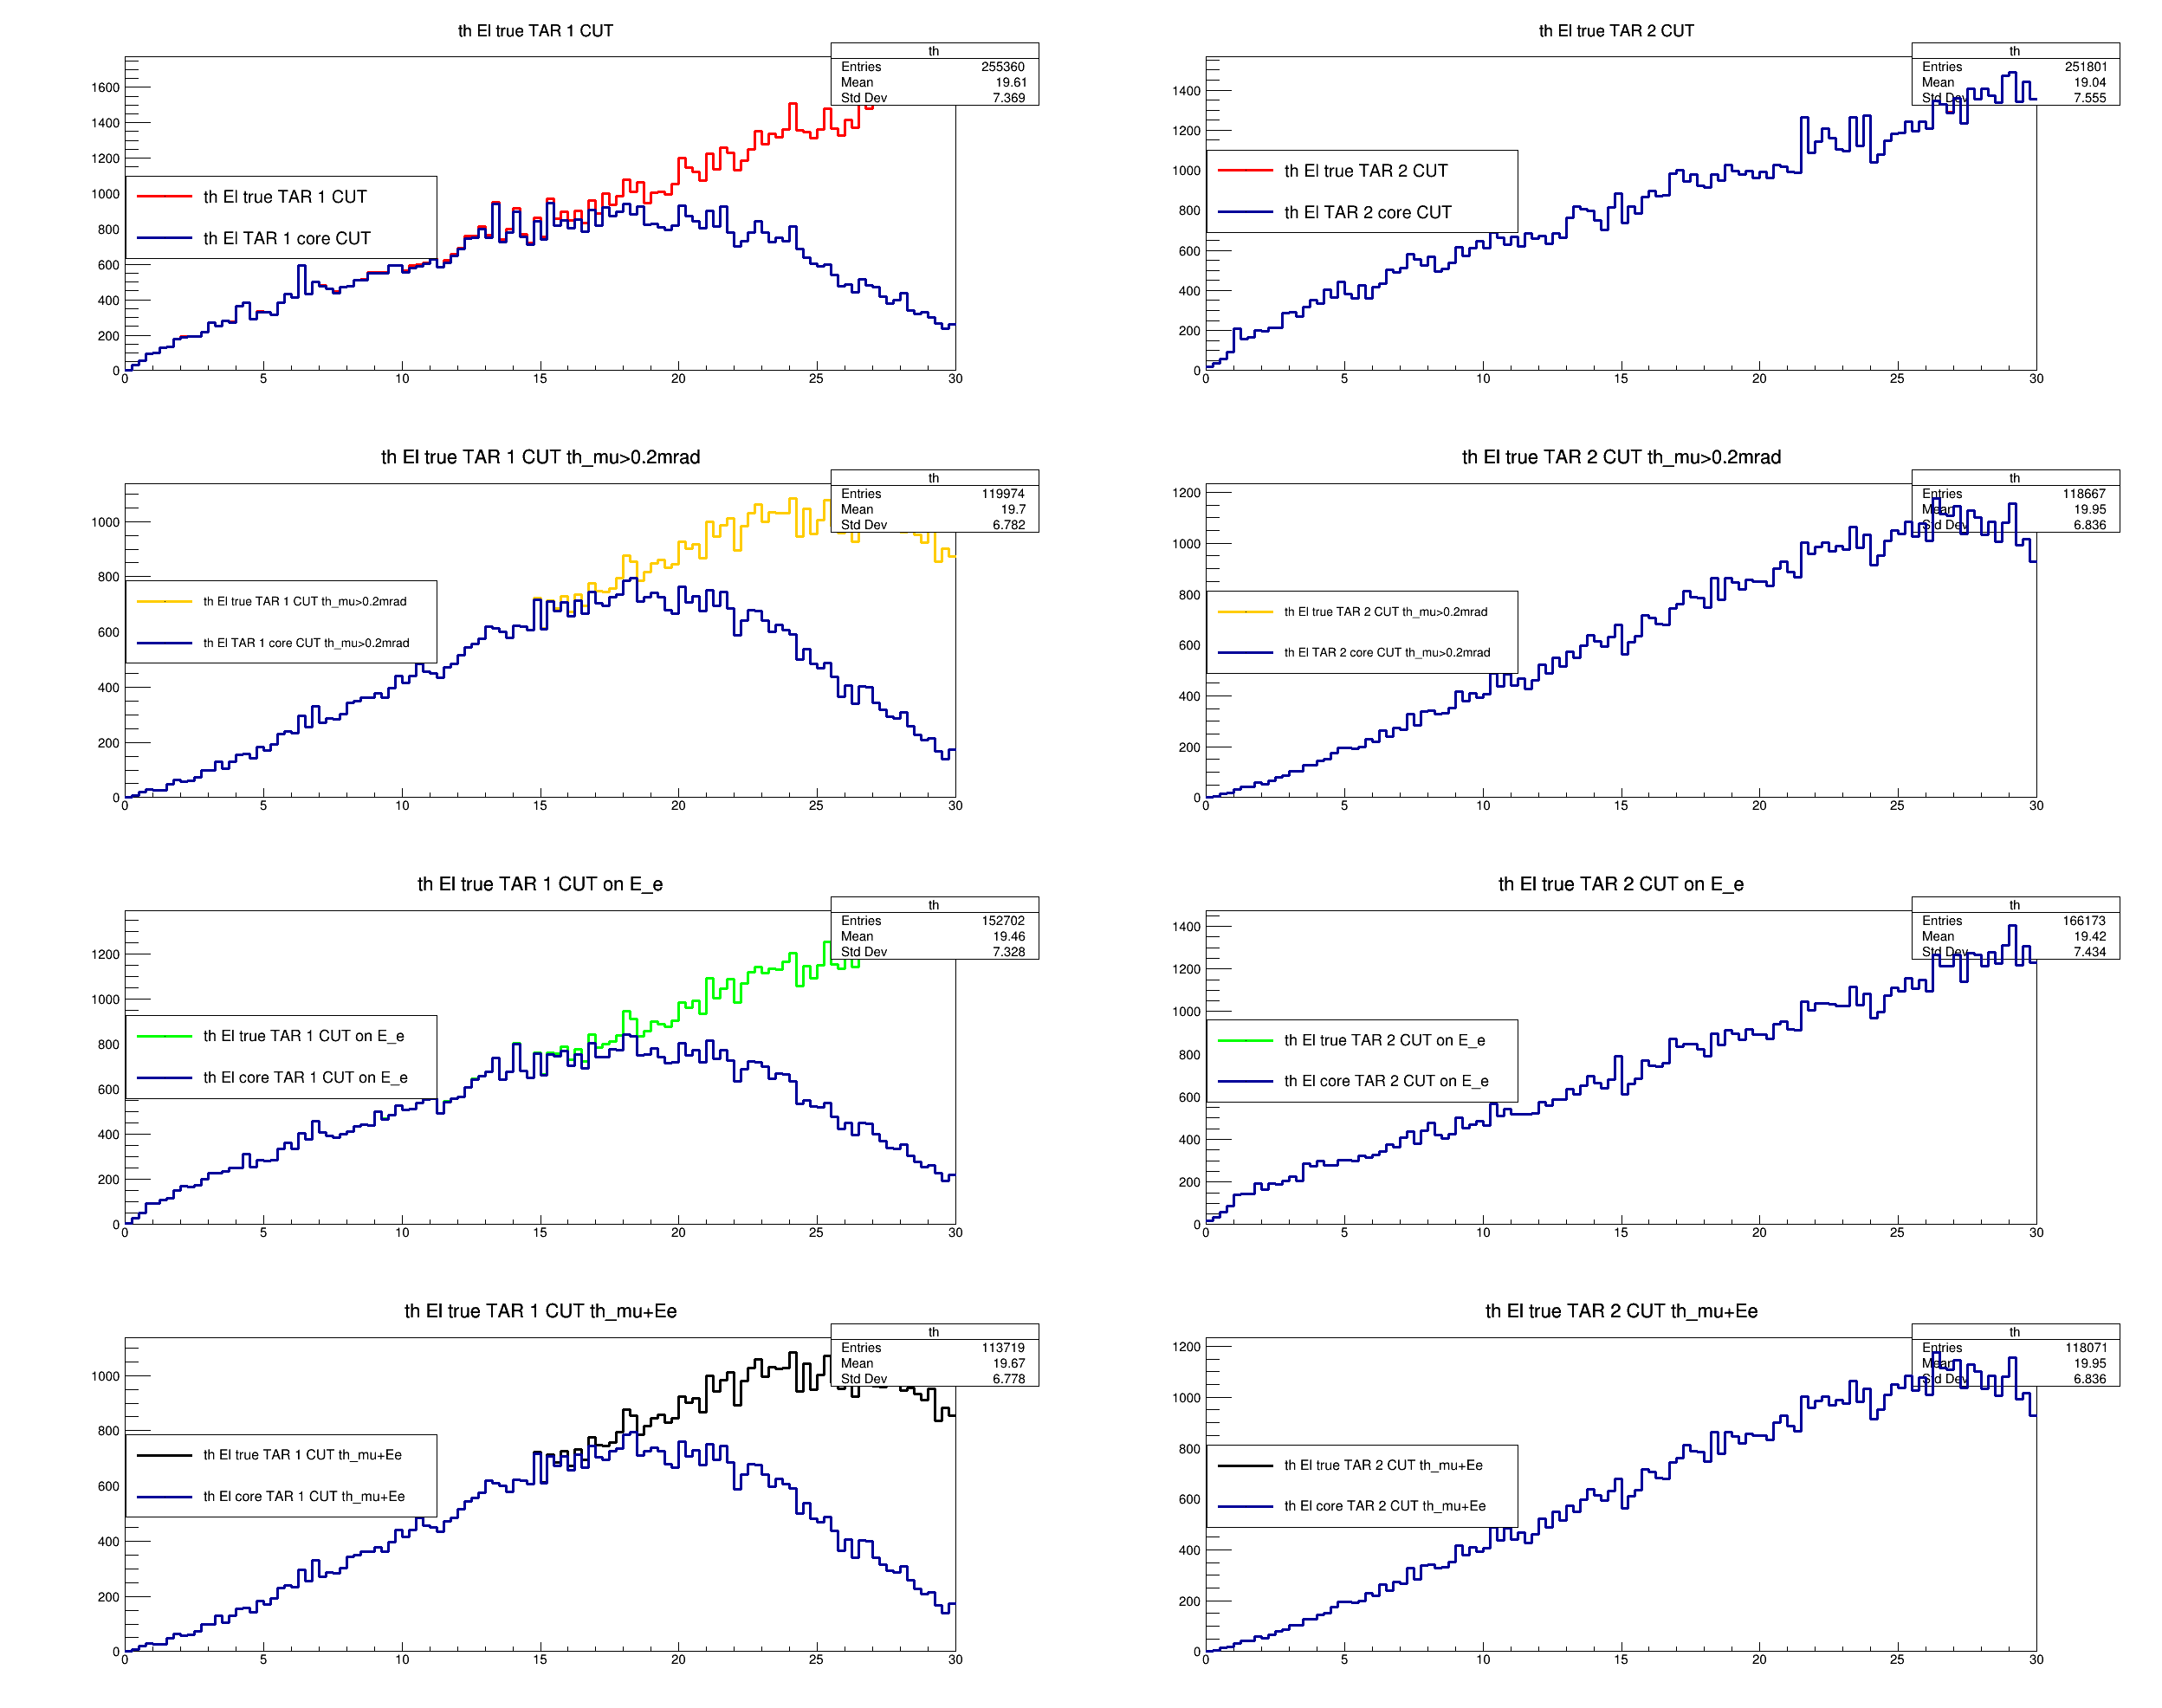 th El true TAR 1 CUT
th
Entries 255360
Mean 19.61
Std Dev 7.369
th El true TAR 1 CUT
th El TAR 1 core CUT
0 200 400 600 800 1000 1200 1400 1600
0 5 10 15 20 25 30
th El true TAR 2 CUT
th
Entries 251801
Mean 19.04
Std Dev 7.555
th El true TAR 2 CUT
th El TAR 2 core CUT
0 200 400 600 800 1000 1200 1400
0 5 10 15 20 25 30
th El true TAR 1 CUT th_mu>0.2mrad
th
Entries 119974
Mean 19.7
Std Dev 6.782
th El true TAR 1 CUT th_mu>0.2mrad
th El TAR 1 core CUT th_mu>0.2mrad
0 200 400 600 800 1000
0 5 10 15 20 25 30
th El true TAR 2 CUT th_mu>0.2mrad
th
Entries 118667
Mean 19.95
Std Dev 6.836
th El true TAR 2 CUT th_mu>0.2mrad
th El TAR 2 core CUT th_mu>0.2mrad
0 200 400 600 800 1000 1200
0 5 10 15 20 25 30
th El true TAR 1 CUT on E_e
th
Entries 152702
Mean 19.46
Std Dev 7.328
th El true TAR 1 CUT on E_e
th El core TAR 1 CUT on E_e
0 200 400 600 800 1000 1200
0 5 10 15 20 25 30
th El true TAR 2 CUT on E_e
th
Entries 166173
Mean 19.42
Std Dev 7.434
th El true TAR 2 CUT on E_e
th El core TAR 2 CUT on E_e
0 200 400 600 800 1000 1200 1400
0 5 10 15 20 25 30
th El true TAR 1 CUT th_mu+Ee
th
Entries 113719
Mean 19.67
Std Dev 6.778
th El true TAR 1 CUT th_mu+Ee
th El core TAR 1 CUT th_mu+Ee
0 200 400 600 800 1000
0 5 10 15 20 25 30
th El true TAR 2 CUT th_mu+Ee
th
Entries 118071
Mean 19.95
Std Dev 6.836
th El true TAR 2 CUT th_mu+Ee
th El core TAR 2 CUT th_mu+Ee
0 200 400 600 800 1000 1200
0 5 10 15 20 25 30